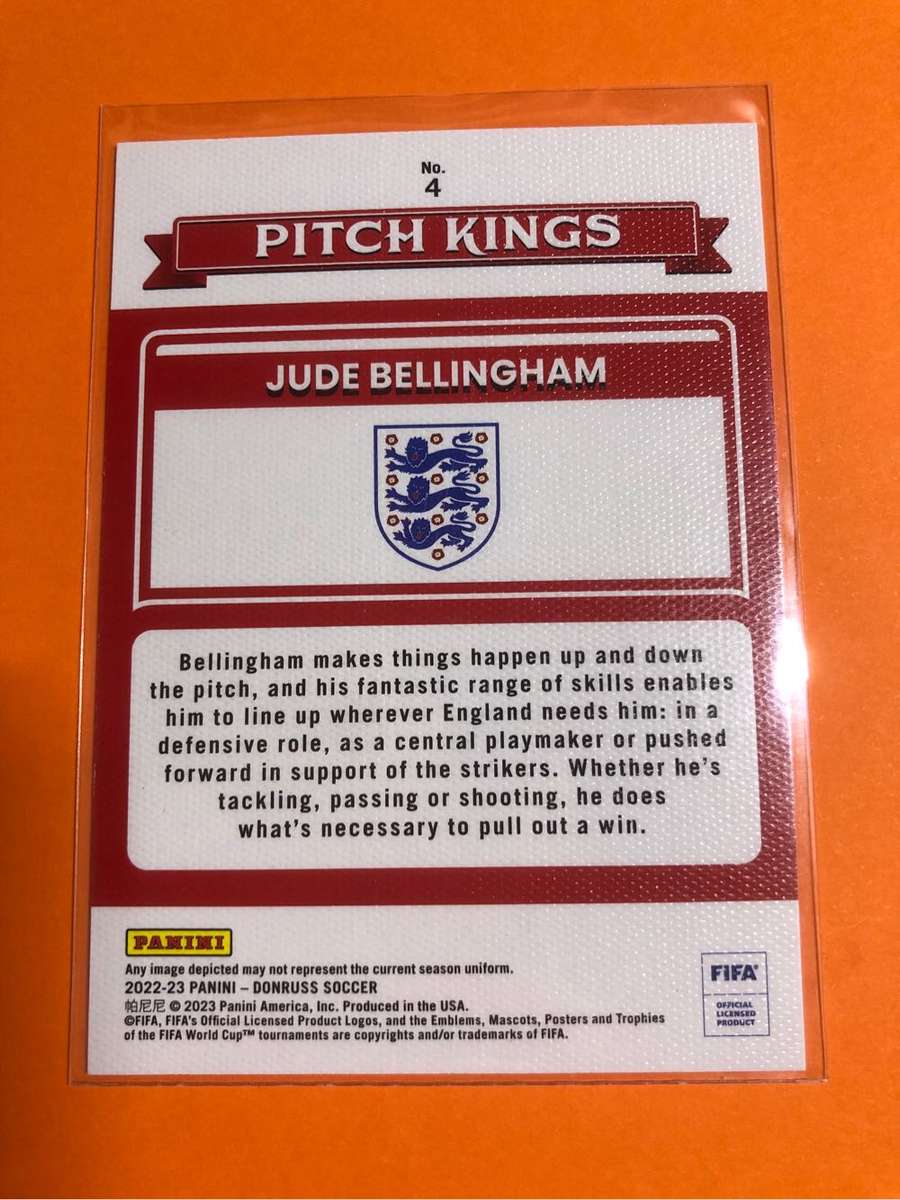 No.
4
PITCH KINGS
JUDE BELLINGHAM
Bellingham makes things happen up and down
the pitch, and his fantastic range of skills enables
him to line up wherever England needs him: in a
defensive role, as a central playmaker or pushed
forward in support of the strikers. Whether he's
tackling, passing or shooting, he does
what's necessary to pull out a win.
PANINI
Any image depicted may not represent the current season uniform.
2022-23 PANINI – DONRUSS SOCCER
帕尼尼 © 2023 Panini America, Inc. Produced in the USA.
©FIFA, FIFA's Official Licensed Product Logos, and the Emblems, Mascots, Posters and Trophies
of the FIFA World Cup™ tournaments are copyrights and/or trademarks of FIFA.
FIFA
OFFICIAL
LICENSED
PRODUCT